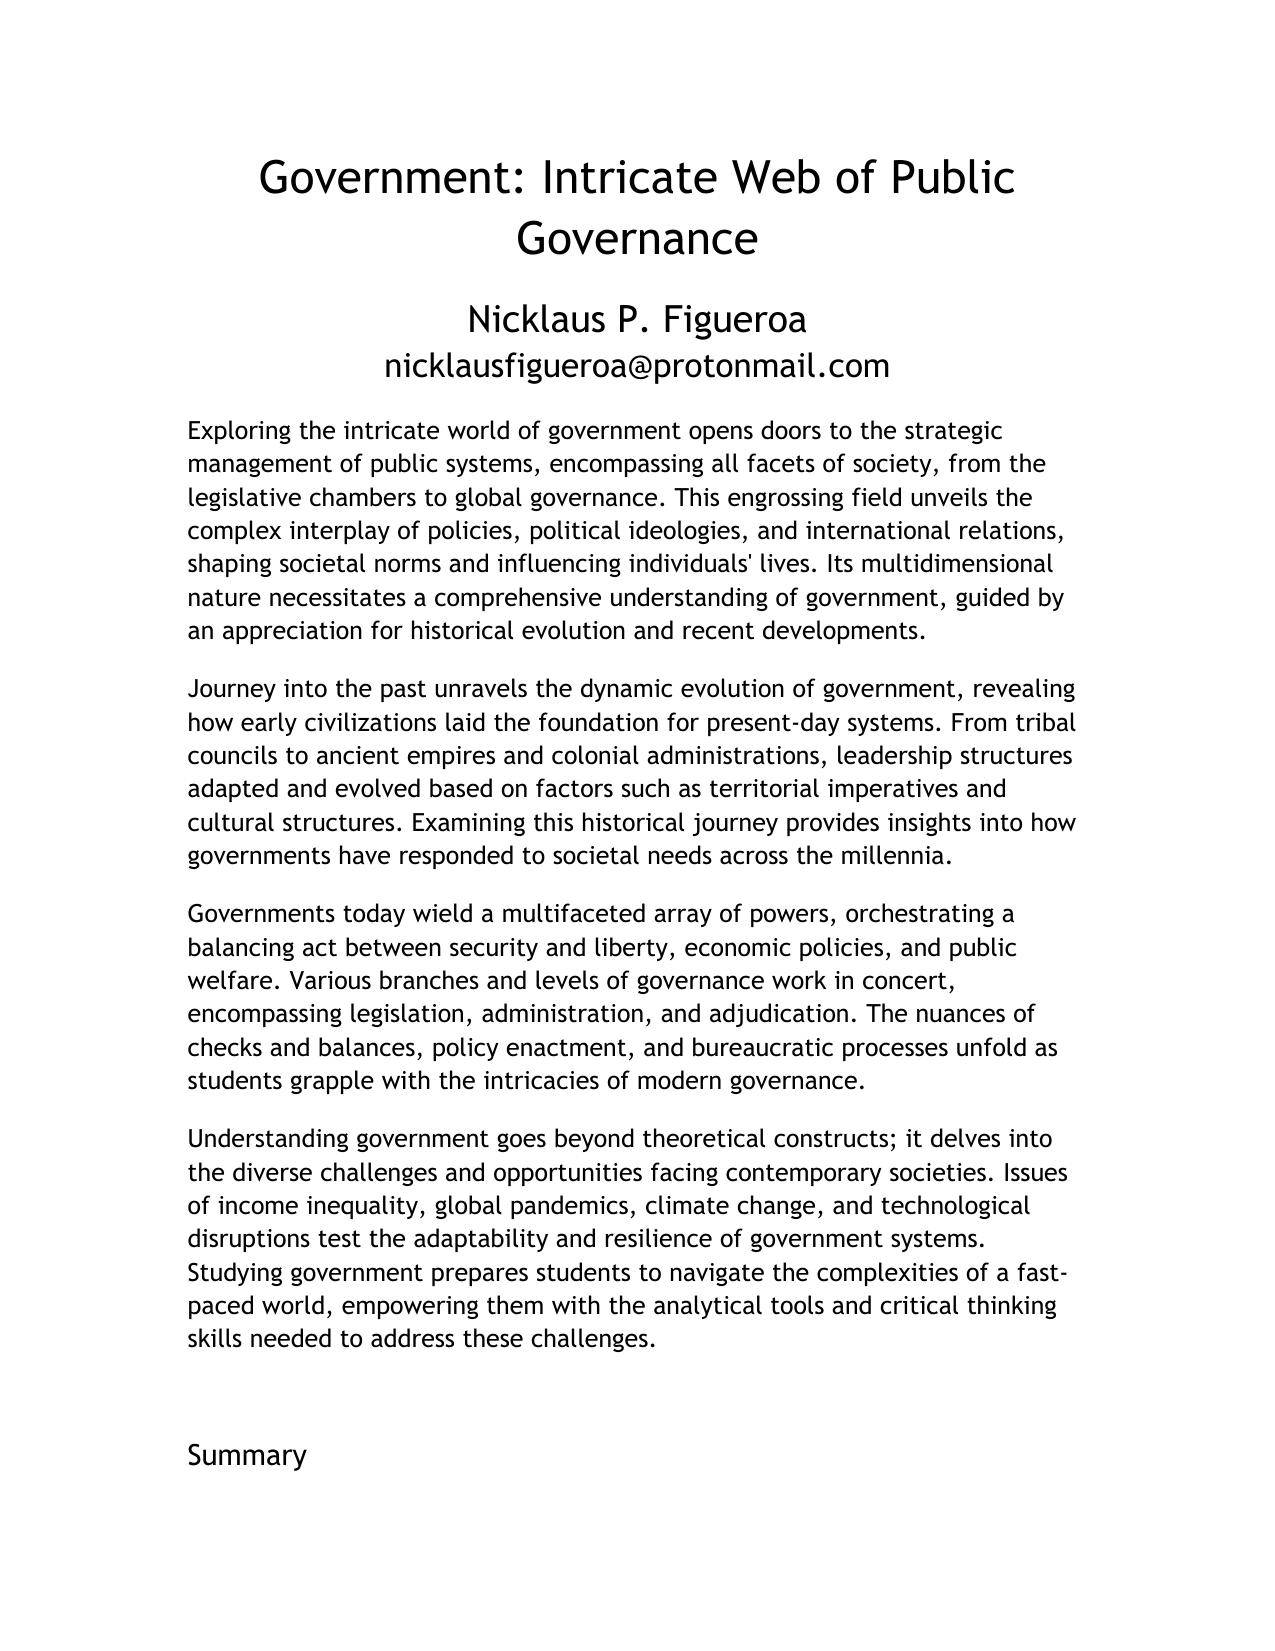 Government: Intricate Web of Public
Governance
Nicklaus P. Figueroa
nicklausfigueroa@protonmail.com
Exploring the intricate world of government opens doors to the strategic
management of public systems, encompassing all facets of society, from the
legislative chambers to global governance. This engrossing field unveils the
complex interplay of policies, political ideologies, and international relations,
shaping societal norms and influencing individuals' lives. Its multidimensional
nature necessitates a comprehensive understanding of government, guided by
an appreciation for historical evolution and recent developments.
Journey into the past unravels the dynamic evolution of government, revealing
how early civilizations laid the foundation for present-day systems. From tribal
councils to ancient empires and colonial administrations, leadership structures
adapted and evolved based on factors such as territorial imperatives and
cultural structures. Examining this historical journey provides insights into how
governments have responded to societal needs across the millennia.
Governments today wield a multifaceted array of powers, orchestrating a
balancing act between security and liberty, economic policies, and public
welfare. Various branches and levels of governance work in concert,
encompassing legislation, administration, and adjudication. The nuances of
checks and balances, policy enactment, and bureaucratic processes unfold as
students grapple with the intricacies of modern governance.
Understanding government goes beyond theoretical constructs; it delves into
the diverse challenges and opportunities facing contemporary societies. Issues
of income inequality, global pandemics, climate change, and technological
disruptions test the adaptability and resilience of government systems.
Studying government prepares students to navigate the complexities of a fast-
paced world, empowering them with the analytical tools and critical thinking
skills needed to address these challenges.
Summary